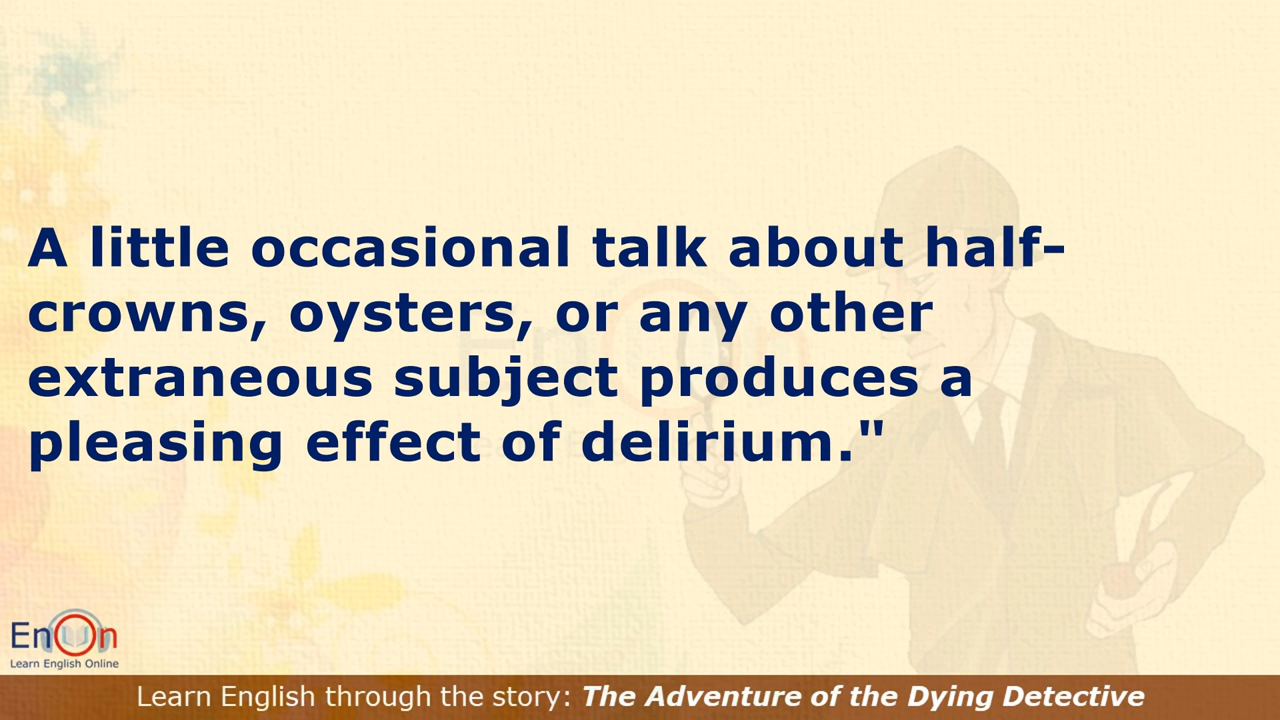 A little occasional talk about half-
crowns, oysters, or any other
extraneous subject produces a
pleasing effect of delirium."
EnOn
Learn English Online
Learn English through the story: The Adventure of the Dying Detective